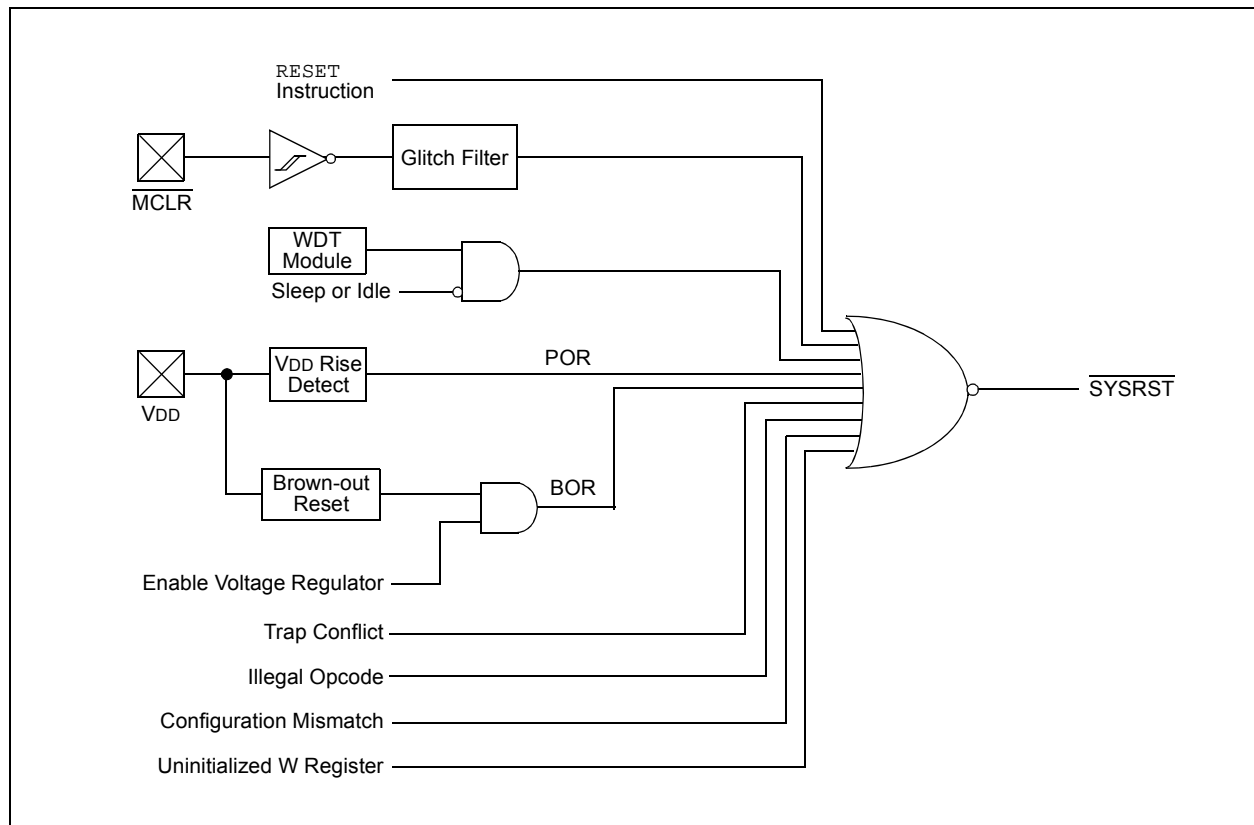 RESET
Instruction
Glitch Filter
MCLR
WDT
Module
Sleep or Idle
VDD Rise
Detect
POR
VDD
SYSRST
Brown-out
Reset
BOR
Enable Voltage Regulator
Trap Conflict
Illegal Opcode
Configuration Mismatch
Uninitialized W Register